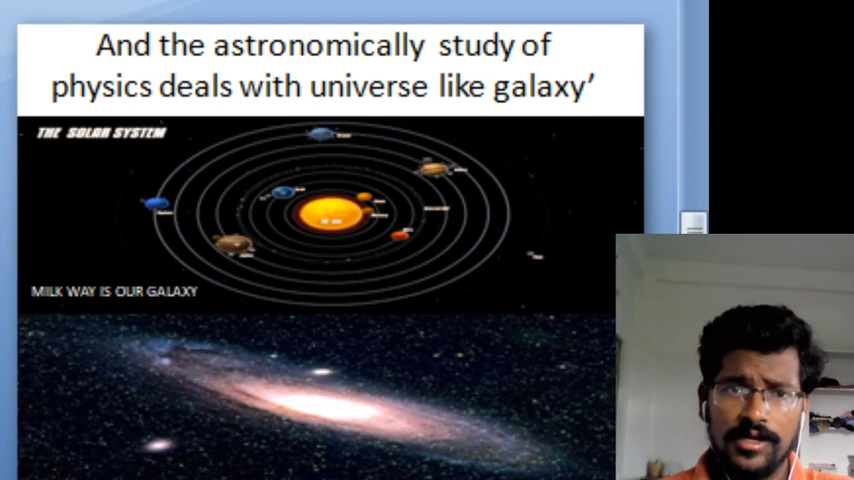 And the astronomically study of
physics deals with universe like galaxy’
THE SOLAR SYSTEM
MILK WAY IS OUR GALAXY